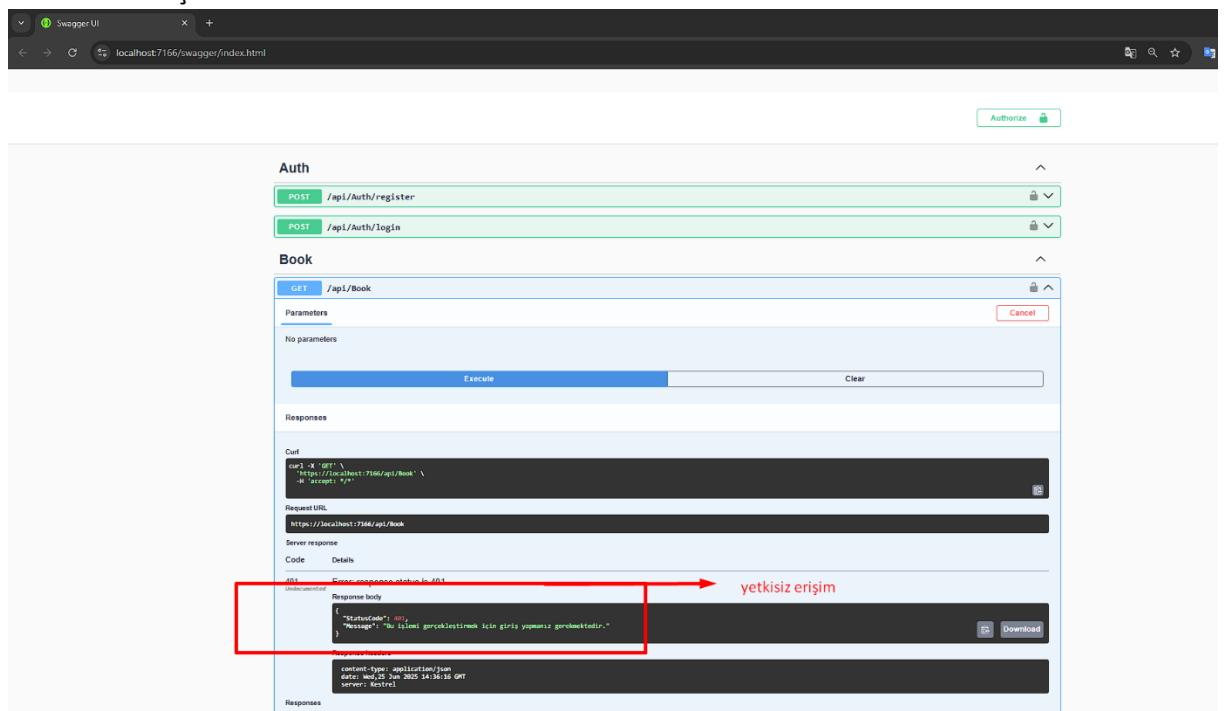 Swagger UI
localhost:7166/swagger/index.html
Authorize
Auth
POST /api/Auth/register
POST /api/Auth/login
Book
GET /api/Book
Parameters
Cancel
No parameters
Execute
Clear
Responses
Curl
curl -X 'GET' \
'https://localhost:7166/api/Book' \
-H 'accept: */*'
Request URL
https://localhost:7166/api/Book
Server response
Code Details
401 Error: response status is 401
Undocumented
yetkisiz erişim
Response body
{
"StatusCode": 401,
"Message": "Bu işlemi gerçekleştirmek için giriş yapmanız gerekmektedir."
}
Download
Response headers
content-type: application/json
date: Wed,25 Jun 2025 14:36:16 GMT
server: Kestrel
Responses